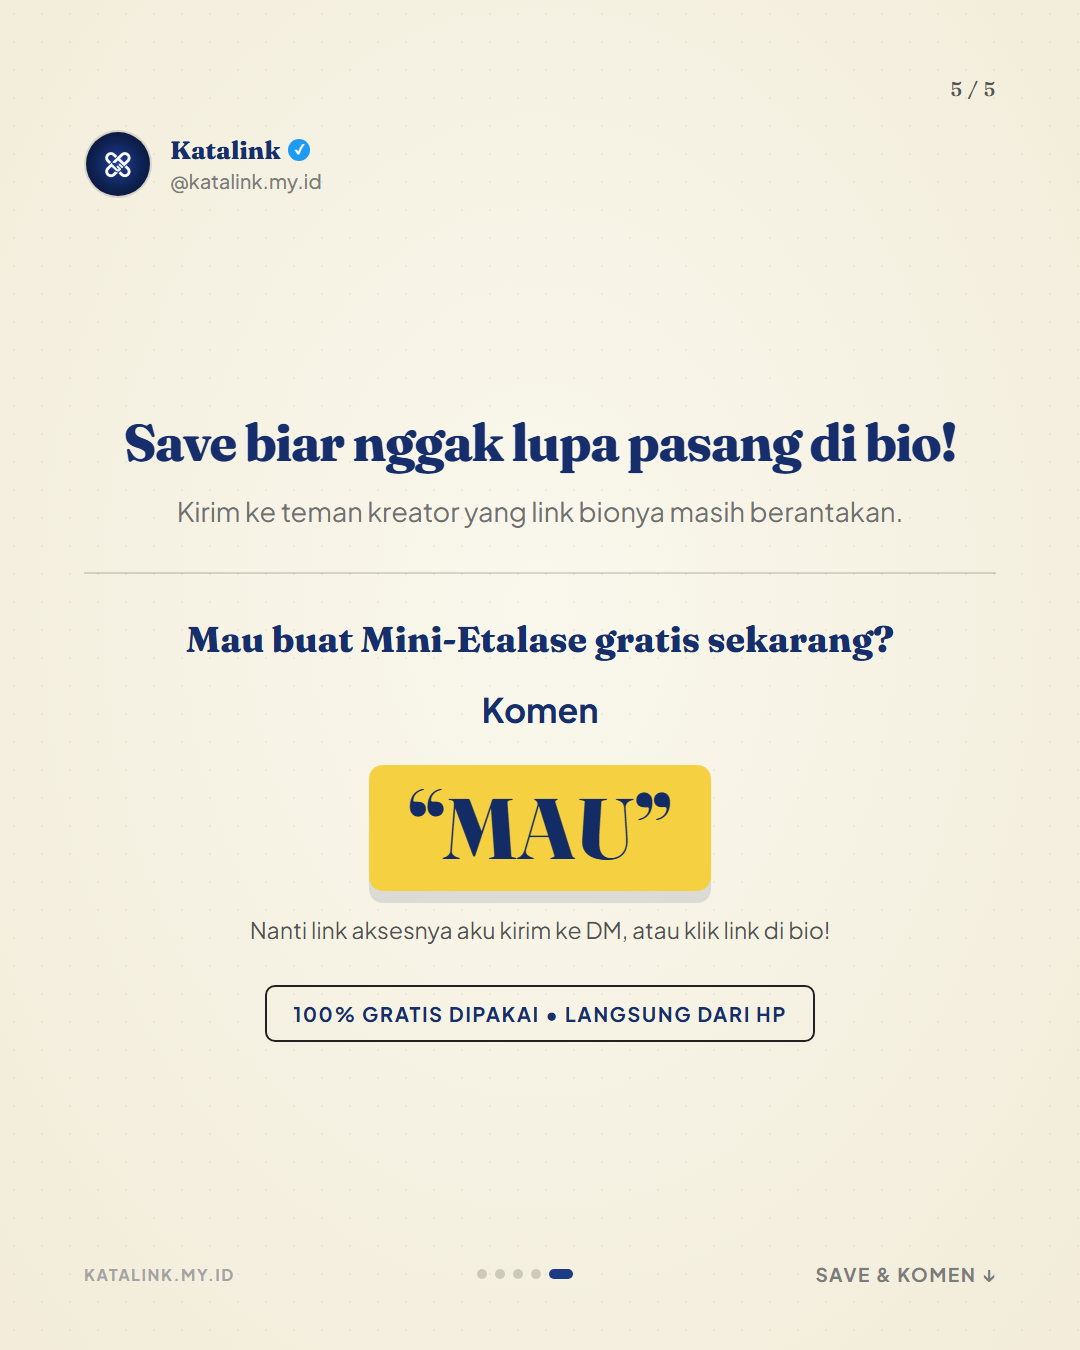 5 / 5
Katalink
@katalink.my.id
Save biar nggak lupa pasang di bio!
Kirim ke teman kreator yang link bionya masih berantakan.
Mau buat Mini-Etalase gratis sekarang?
Komen
“MAU”
Nanti link aksesnya aku kirim ke DM, atau klik link di bio!
100% GRATIS DIPAKAI • LANGSUNG DARI HP
KATALINK.MY.ID
SAVE & KOMEN ↓